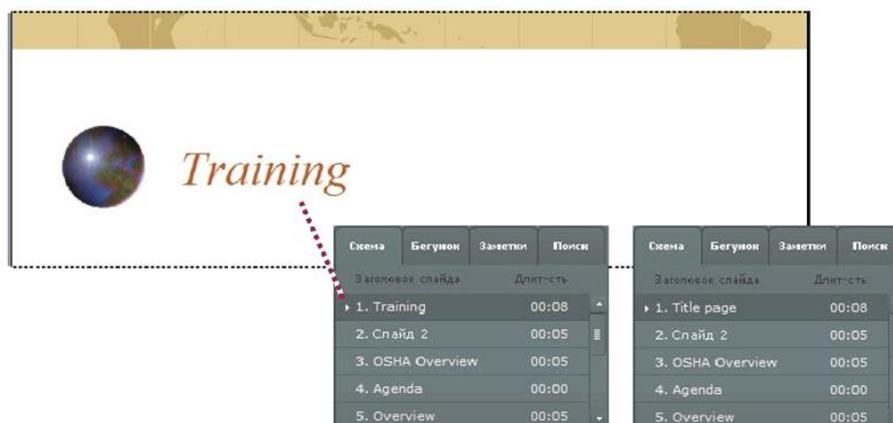 Training
Схема Бегунок Заметки Поиск
Заголовок слайда Длит-сть
1. Training 00:08
2. Слайд 2 00:05
3. OSHA Overview 00:05
4. Agenda 00:00
5. Overview 00:05
Схема Бегунок Заметки Поиск
Заголовок слайда Длит-сть
1. Title page 00:08
2. Слайд 2 00:05
3. OSHA Overview 00:05
4. Agenda 00:00
5. Overview 00:05